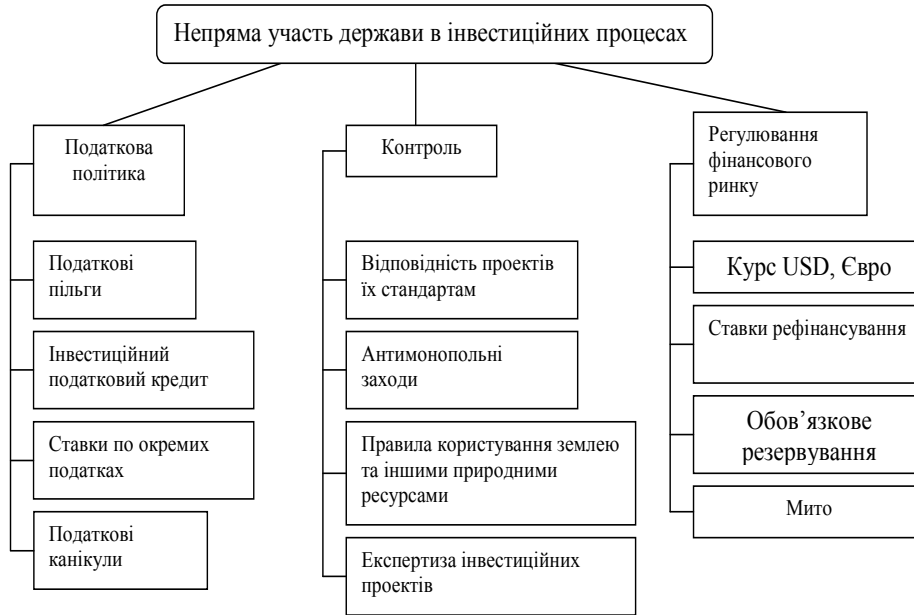 Непряма участь держави в інвестиційних процесах
Податкова
політика
Податкові
пільги
Інвестиційний
податковий кредит
Ставки по окремих
податках
Податкові
канікули
Контроль
Відповідність проектів
їх стандартам
Антимонопольні
заходи
Правила користування землею
та іншими природними
ресурсами
Експертиза інвестиційних
проектів
Регулювання
фінансового
ринку
Курс USD, Євро
Ставки рефінансування
Обов’язкове
резервування
Мито